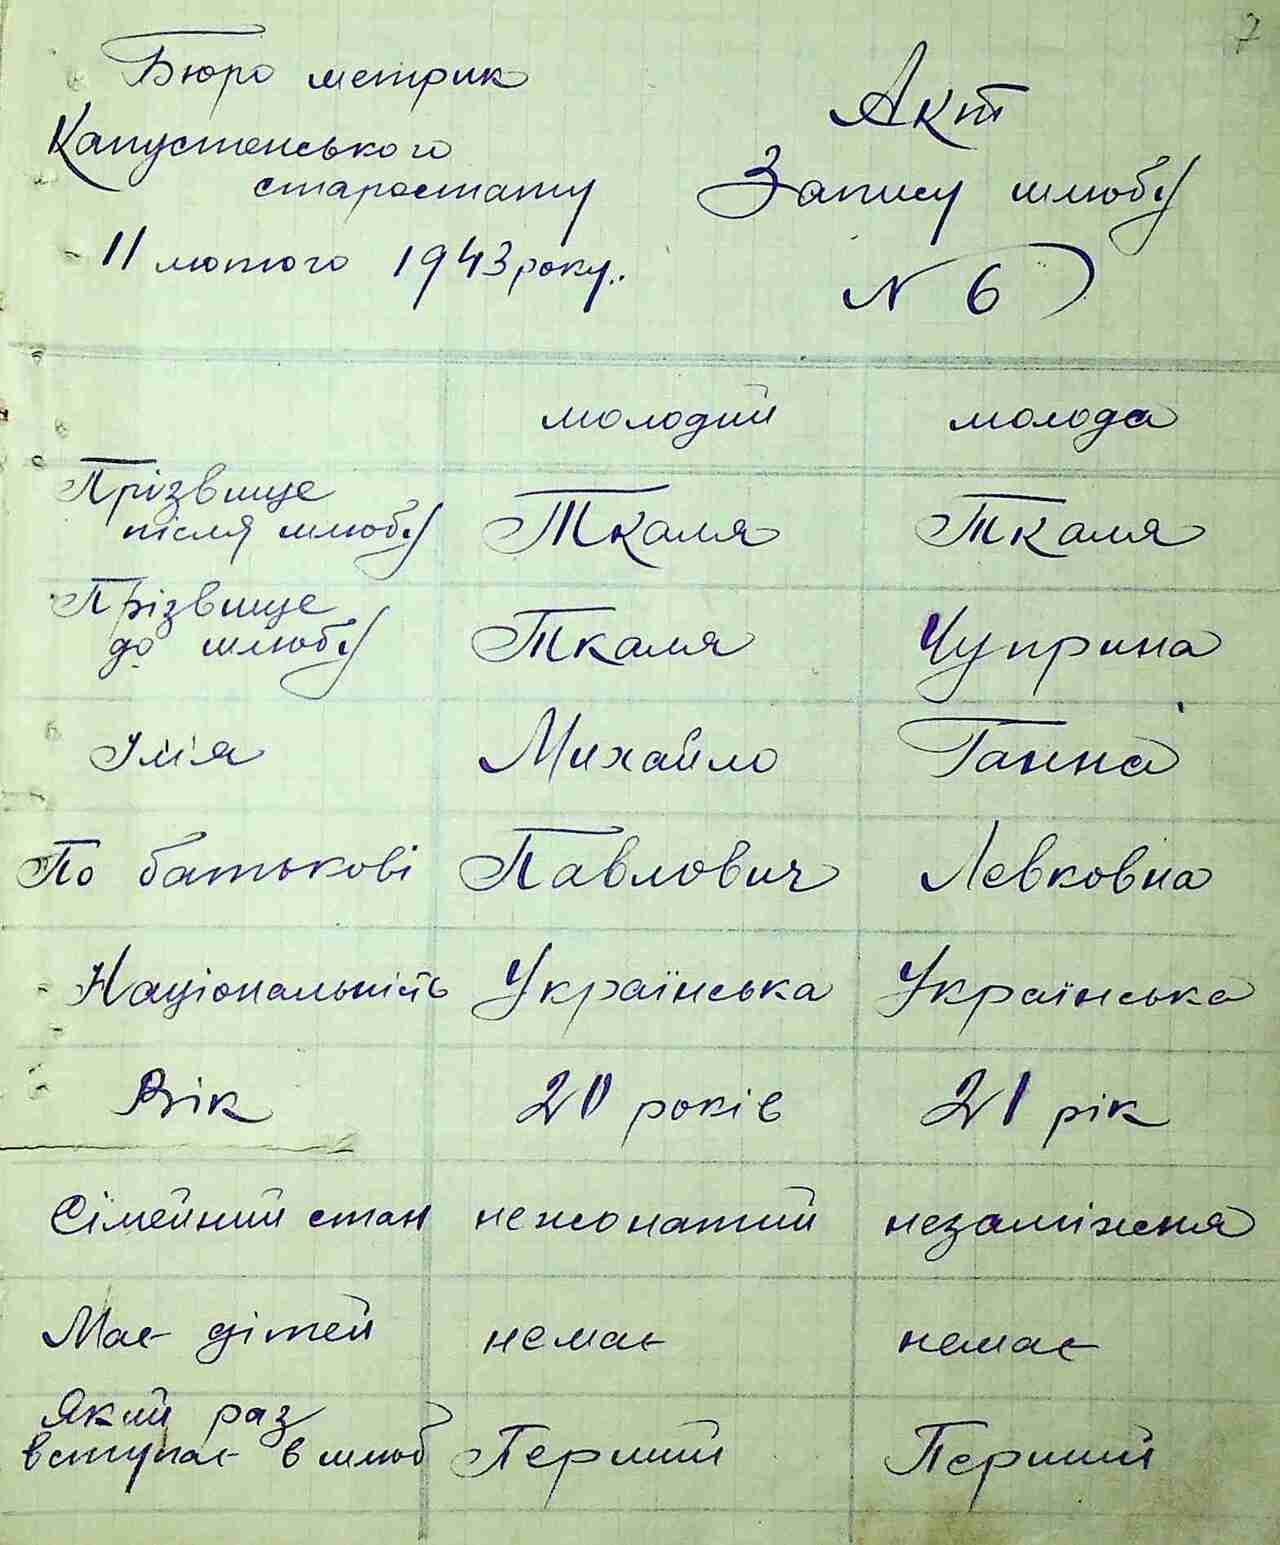 7
Бюро метрик
Капустенського
старостату
11 лютого 1943 року.
Акт
Запису шлюбу
N 6
молодий молода
Прізвище
після шлюбу Ткаля Ткаля
Прізвище
до шлюбу Ткаля Чуприна
Імʼя Михайло Ганна
По батькові Павлович Левковна
Національність Українська Українська
Вік 20 років 21 рік
Сімейний стан нежонатий незаміжня
Має дітей немає немає
Який раз
вступає в шлюб Перший Перший